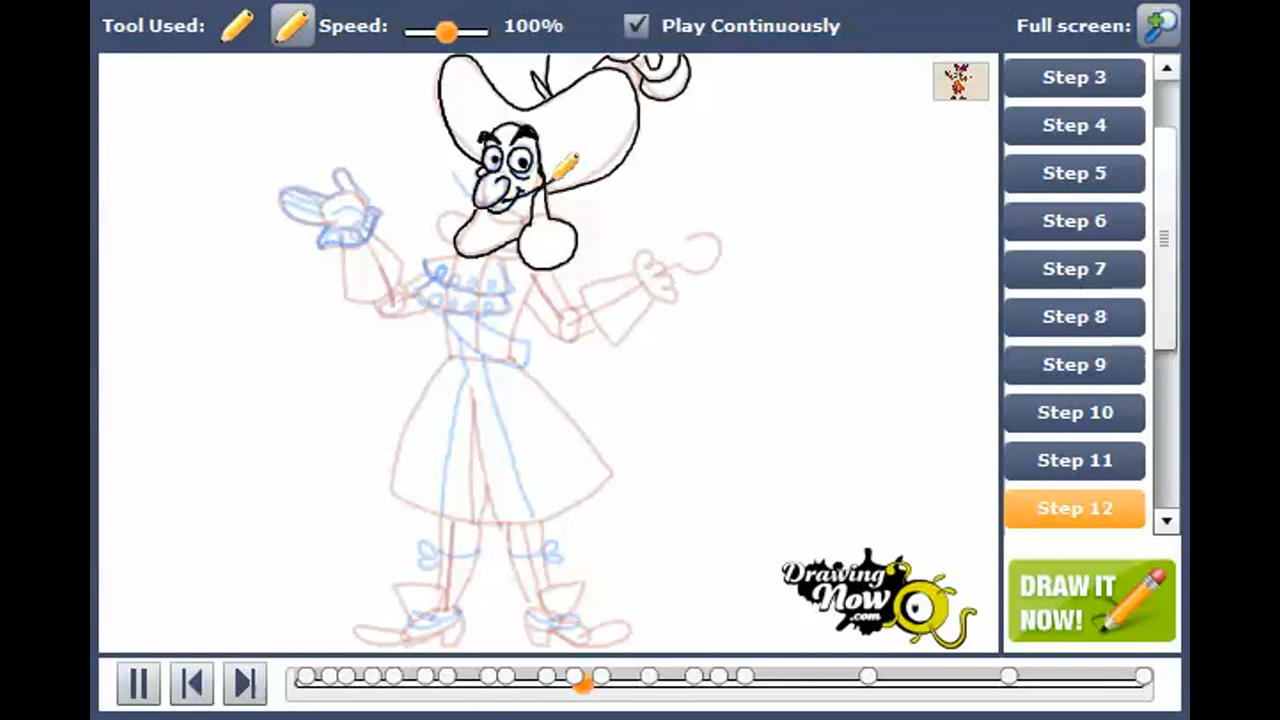 Tool Used: Speed: 100% Play Continuously Full screen:
Step 3
Step 4
Step 5
Step 6
Step 7
Step 8
Step 9
Step 10
Step 11
Step 12
Drawing
Now
.com
DRAW IT
NOW!